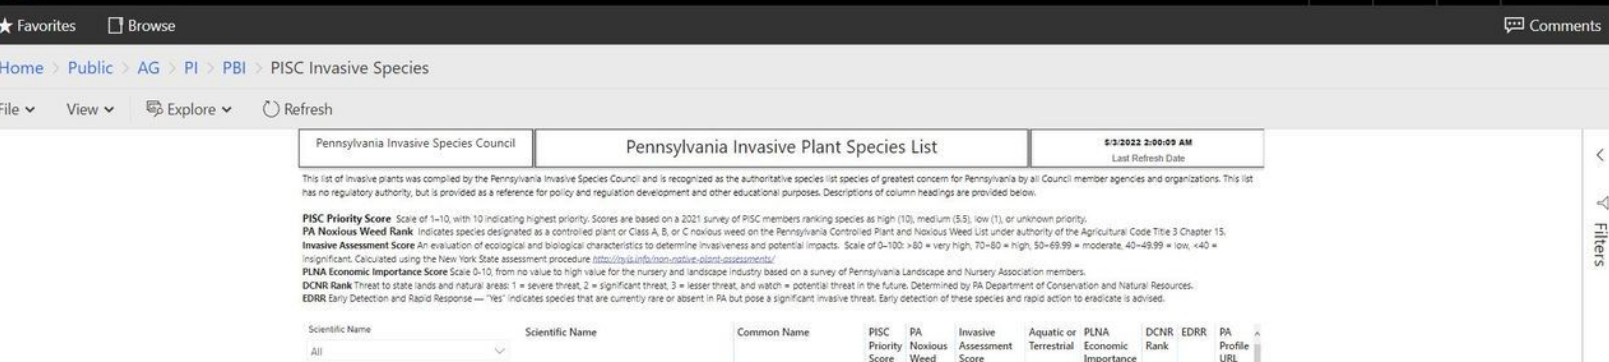 ★ Favorites Browse Comments
Home > Public > AG > PI > PBI > PISC Invasive Species
File View Explore Refresh
Pennsylvania Invasive Species Council Pennsylvania Invasive Plant Species List 5/3/2022 2:00:09 AM
Last Refresh Date
This list of invasive plants was compiled by the Pennsylvania Invasive Species Council and is recognized as the authoritative species list species of greatest concern for Pennsylvania by all Council member agencies and organizations. This list
has no regulatory authority, but is provided as a reference for policy and regulation development and other educational purposes. Descriptions of column headings are provided below.
PISC Priority Score Scale of 1-10, with 10 indicating highest priority. Scores are based on a 2021 survey of PISC members ranking species as high (10), medium (5.5), low (1), or unknown priority.
PA Noxious Weed Rank Indicates species designated as a controlled plant or Class A, B, or C noxious weed on the Pennsylvania Controlled Plant and Noxious Weed List under authority of the Agricultural Code Title 3 Chapter 15.
Invasive Assessment Score An evaluation of ecological and biological characteristics to determine invasiveness and potential impacts. Scale of 0-100: >80 = very high, 70-80 = high, 50-69.99 = moderate, 40-49.99 = low, <40 =
insignificant. Calculated using the New York State assessment procedure http://nyis.info/non-native-plant-assessments/
PLNA Economic Importance Score Scale 0-10, from no value to high value for the nursery and landscape industry based on a survey of Pennsylvania Landscape and Nursery Association members.
DCNR Rank Threat to state lands and natural areas: 1 = severe threat, 2 = significant threat, 3 = lesser threat, and watch = potential threat in the future. Determined by PA Department of Conservation and Natural Resources.
EDRR Early Detection and Rapid Response — "Yes" indicates species that are currently rare or absent in PA but pose a significant invasive threat. Early detection of these species and rapid action to eradicate is advised.
Filters
Scientific Name
All
Scientific Name Common Name PISC PA Invasive Aquatic or PLNA DCNR EDRR PA
Priority Noxious Assessment Terrestrial Economic Rank Profile
Score Weed Score Importance URL